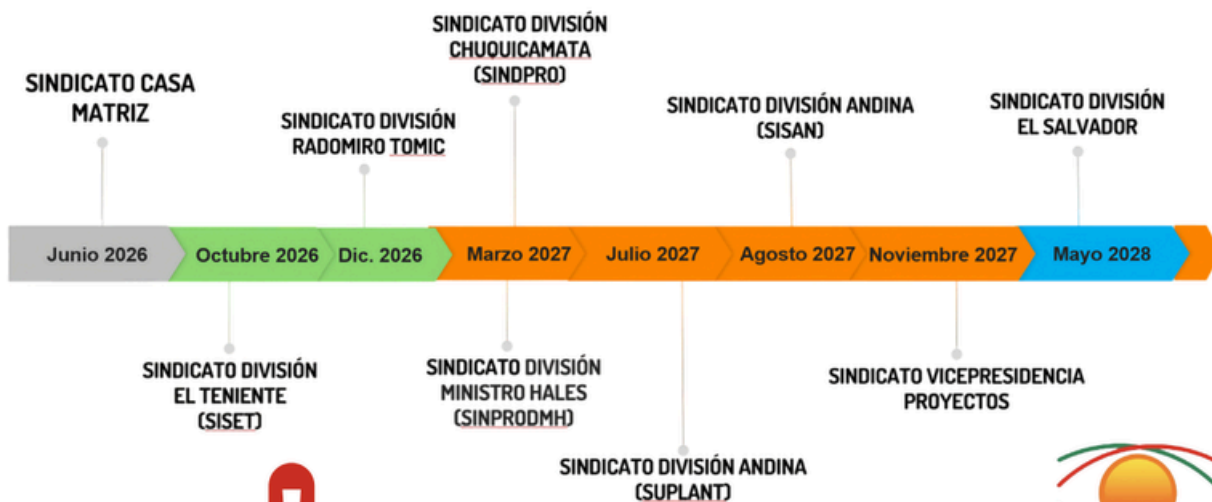 SINDICATO DIVISIÓN
CHUQUICAMATA
(SINDPRO)
SINDICATO CASA
MATRIZ
SINDICATO DIVISIÓN
RADOMIRO TOMIC
SINDICATO DIVISIÓN ANDINA
(SISAN)
SINDICATO DIVISIÓN
EL SALVADOR
Junio 2026
Octubre 2026
Dic. 2026
Marzo 2027
Julio 2027
Agosto 2027
Noviembre 2027
Mayo 2028
SINDICATO DIVISIÓN
EL TENIENTE
(SISET)
SINDICATO DIVISIÓN
MINISTRO HALES
(SINPRODMH)
SINDICATO DIVISIÓN ANDINA
(SUPLANT)
SINDICATO VICEPRESIDENCIA
PROYECTOS